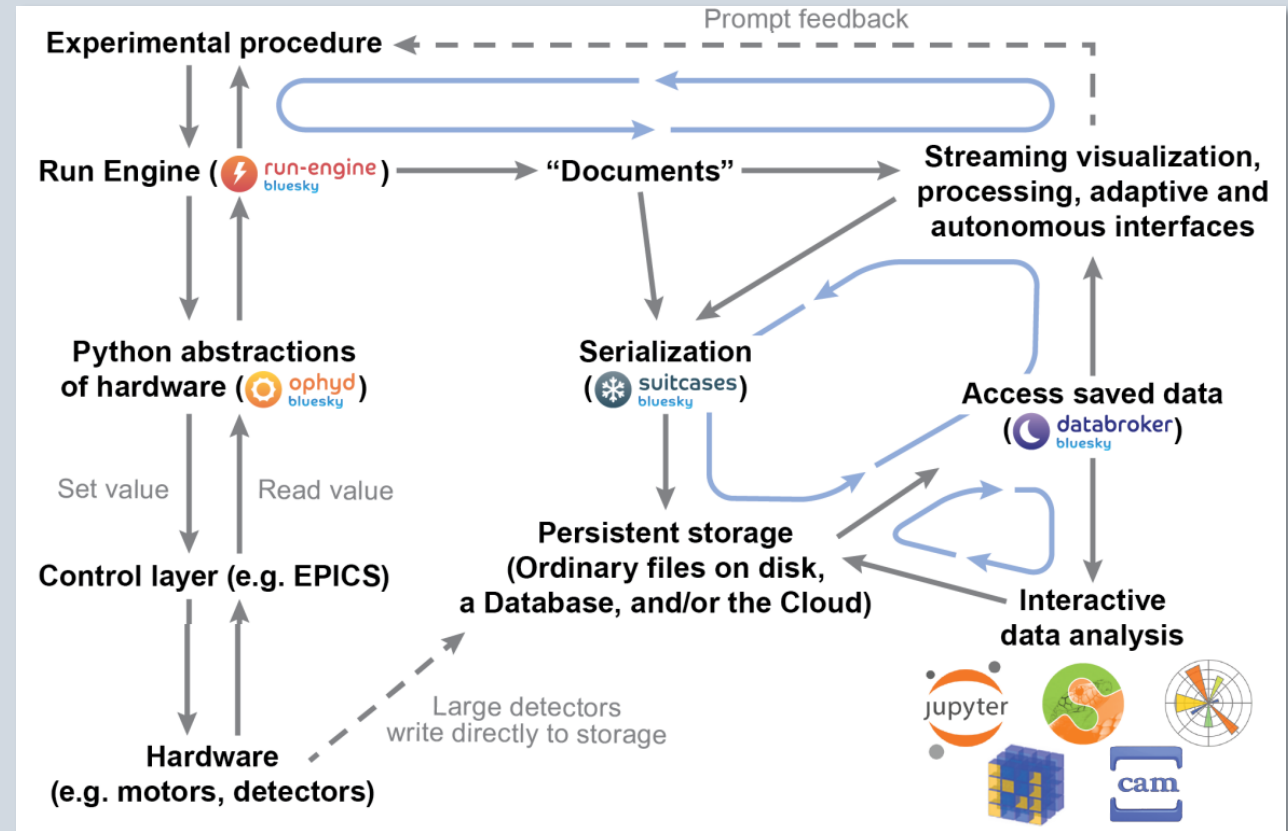 Prompt feedback
Experimental procedure
Run Engine ( run-engine bluesky )
“Documents”
Streaming visualization,
processing, adaptive and
autonomous interfaces
Python abstractions
of hardware ( ophyd bluesky )
Serialization
( suitcases bluesky )
Access saved data
( databroker bluesky )
Set value
Read value
Persistent storage
(Ordinary files on disk,
a Database, and/or the Cloud)
Control layer (e.g. EPICS)
Interactive
data analysis
Large detectors
write directly to storage
Hardware
(e.g. motors, detectors)
jupyter
cam